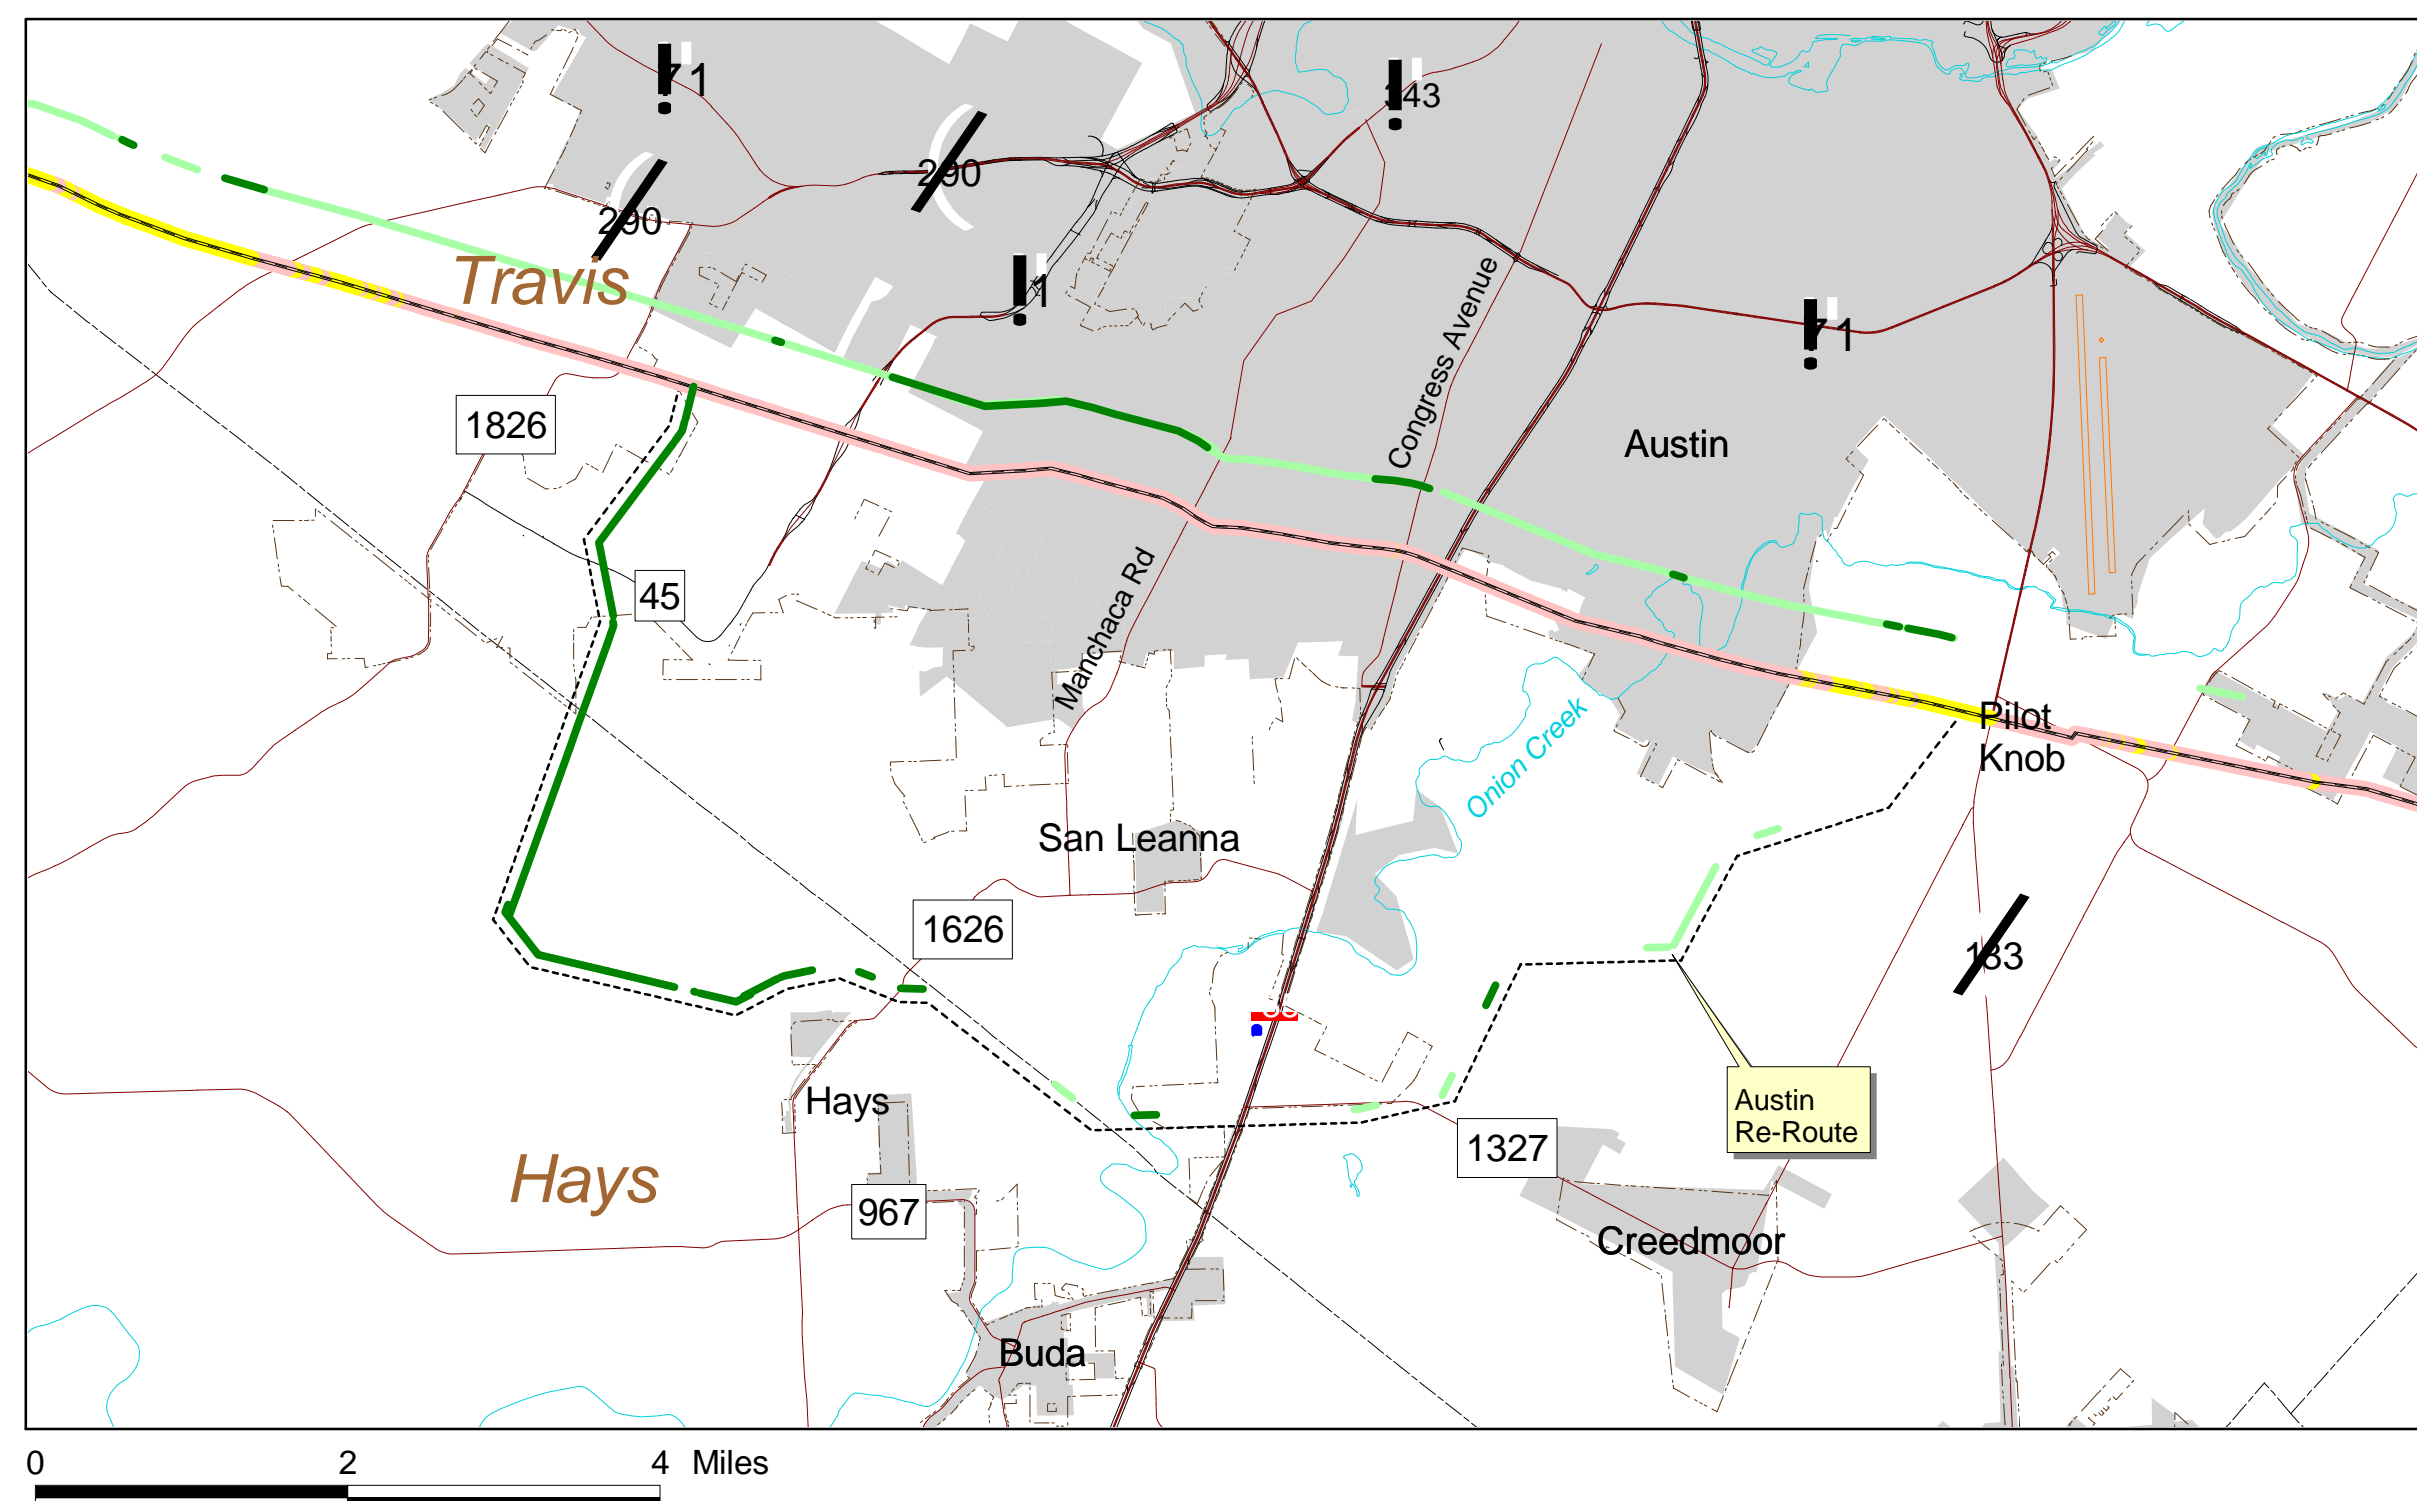 71
343
290
290
Travis
1
71
Congress Avenue
1826
Austin
45
Manchaca Rd
Pilot
Knob
Onion Creek
San Leanna
1626
183
Hays
Austin
Re-Route
1327
Hays
967
Creedmoor
Buda
0 2 4 Miles